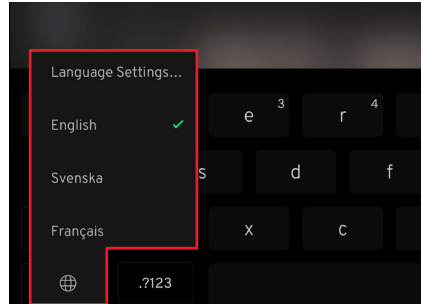 Language Settings...
English
e 3 r 4
Svenska
s d f
Français
x c
.?123